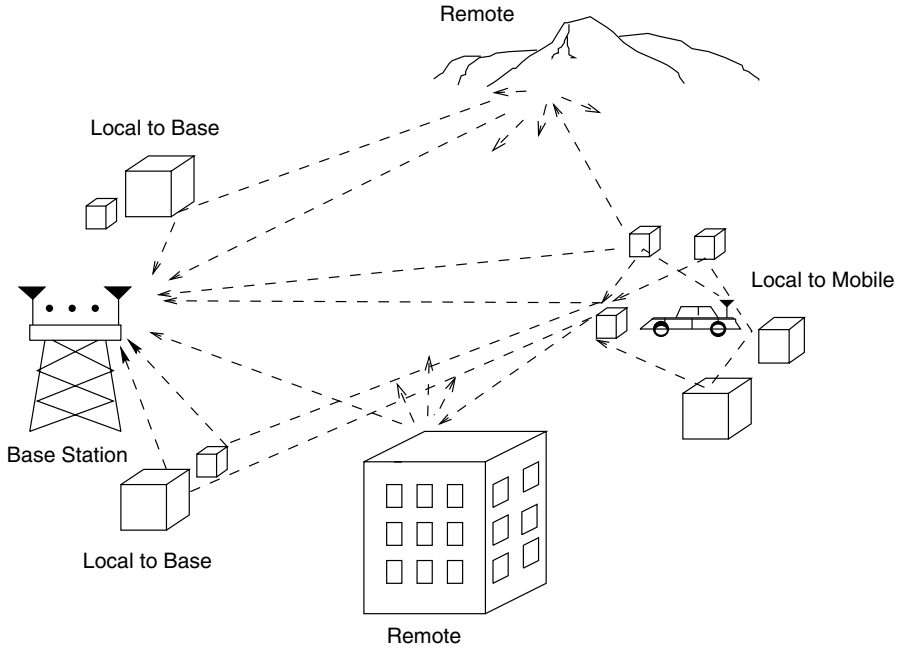 Remote
Local to Base
Local to Mobile
Base Station
Local to Base
Remote